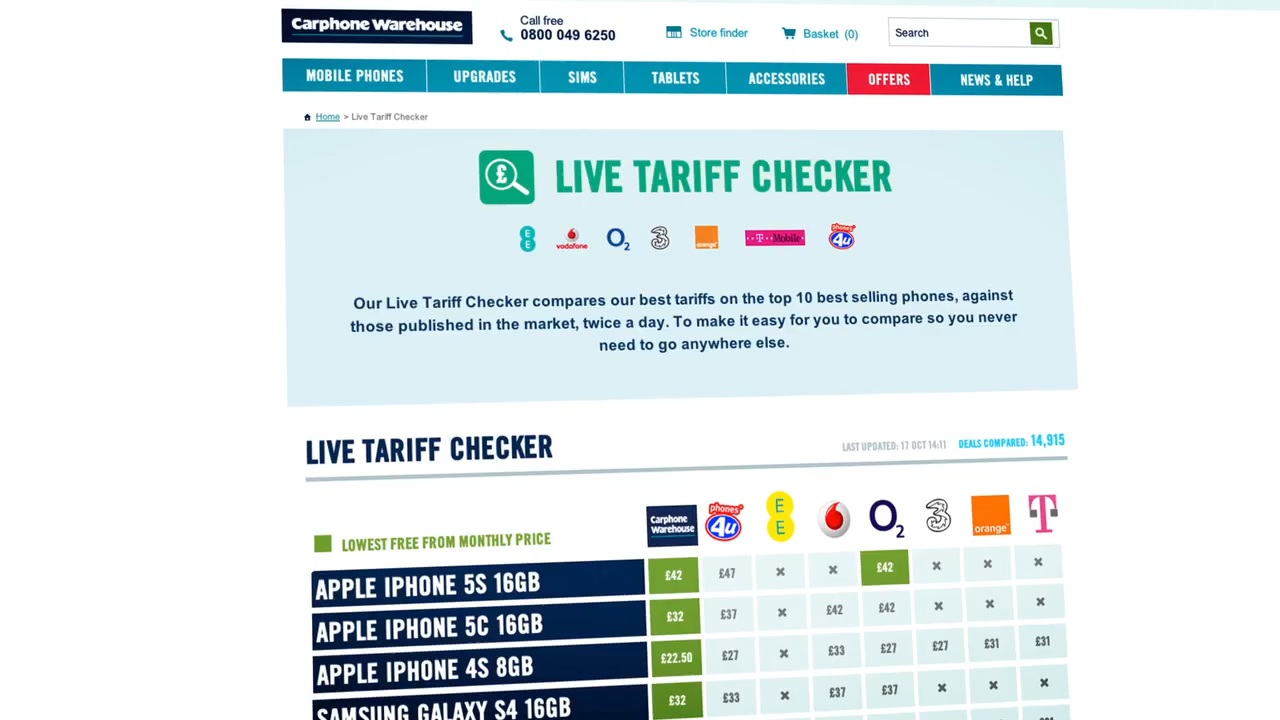 Carphone Warehouse
Call free
0800 049 6250
Store finder
Basket (0)
Search
MOBILE PHONES UPGRADES SIMS TABLETS ACCESSORIES OFFERS NEWS & HELP
Home > Live Tariff Checker
£ LIVE TARIFF CHECKER
EE vodafone O2 3 orange T Mobile phones 4u
Our Live Tariff Checker compares our best tariffs on the top 10 best selling phones, against
those published in the market, twice a day. To make it easy for you to compare so you never
need to go anywhere else.
LIVE TARIFF CHECKER
LAST UPDATED: 17 OCT 14:11 DEALS COMPARED: 14,915
Carphone Warehouse phones 4u EE O2 3 orange T
LOWEST FREE FROM MONTHLY PRICE
APPLE IPHONE 5S 16GB £42 £47 × × £42 × × ×
APPLE IPHONE 5C 16GB £32 £37 × £42 £42 × × ×
APPLE IPHONE 4S 8GB £22.50 £27 × £33 £27 £27 £31 £31
SAMSUNG GALAXY S4 16GB £32 £33 × £37 £37 × × ×